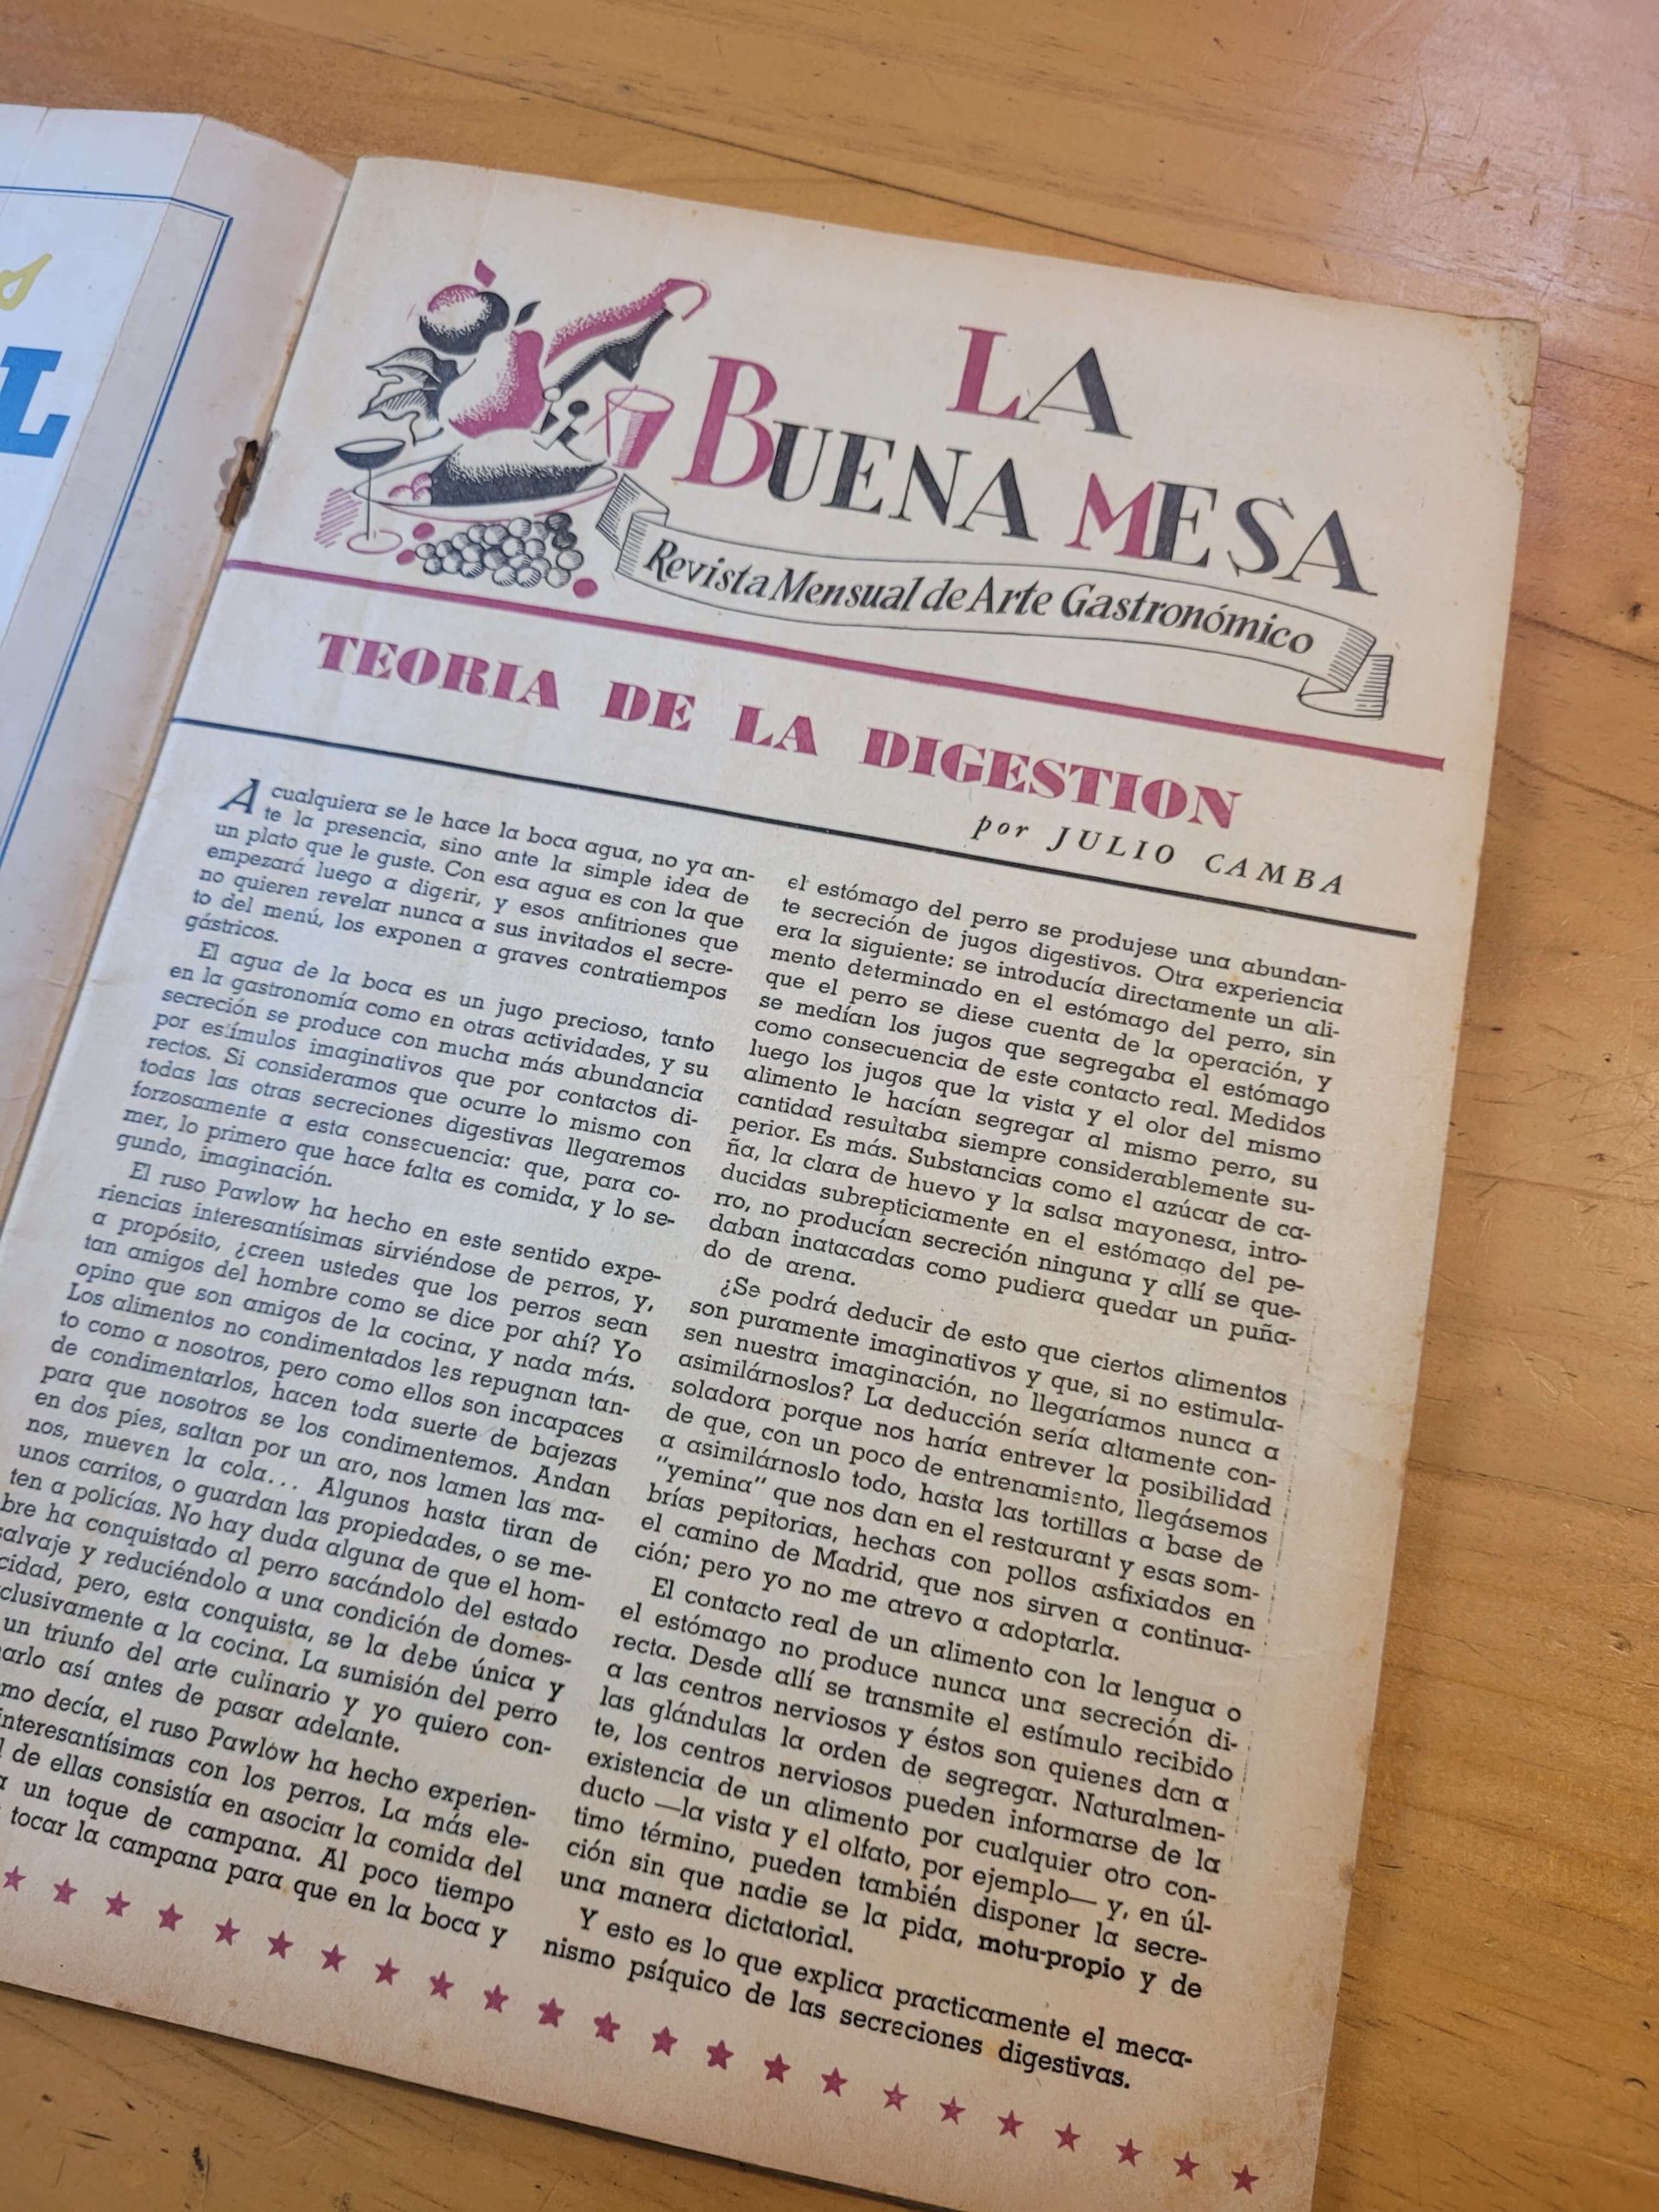 s
L
LA
BUENA MESA
Revista Mensual de Arte Gastronómico
TEORIA DE LA DIGESTION
por JULIO CAMBA
A cualquiera se le hace la boca agua, no ya an-
te la presencia, sino ante la simple idea de
un plato que le guste. Con esa agua es con la que
empezará luego a digerir, y esos anfitriones que
no quieren revelar nunca a sus invitados el secre-
to del menú, los exponen a graves contratiempos
gástricos.
El agua de la boca es un jugo precioso, tanto
en la gastronomía como en otras actividades, y su
secreción se produce con mucha más abundancia
por estímulos imaginativos que por contactos di-
rectos. Si consideramos que ocurre lo mismo con
todas las otras secreciones digestivas llegaremos
forzosamente a esta consecuencia: que, para co-
mer, lo primero que hace falta es comida, y lo se-
gundo, imaginación.
El ruso Pawlow ha hecho en este sentido expe-
riencias interesantísimas sirviéndose de perros, y,
a propósito, ¿creen ustedes que los perros sean
tan amigos del hombre como se dice por ahí? Yo
opino que son amigos de la cocina, y nada más.
Los alimentos no condimentados les repugnan tan-
to como a nosotros, pero como ellos son incapaces
de condimentarlos, hacen toda suerte de bajezas
para que nosotros se los condimentemos. Andan
en dos pies, saltan por un aro, nos lamen las ma-
nos, mueven la cola... Algunos hasta tiran de
unos carritos, o guardan las propiedades, o se me-
ten a policías. No hay duda alguna de que el hom-
bre ha conquistado al perro sacándolo del estado
salvaje y reduciéndolo a una condición de domes-
cidad, pero, esta conquista, se la debe única y
clusivamente a la cocina. La sumisión del perro
un triunfo del arte culinario y yo quiero con-
arlo así antes de pasar adelante.
mo decía, el ruso Pawlow ha hecho experien-
interesantísimas con los perros. La más ele-
l de ellas consistía en asociar la comida del
a un toque de campana. Al poco tiempo
tocar la campana para que en la boca y
el estómago del perro se produjese una abundan-
te secreción de jugos digestivos. Otra experiencia
era la siguiente: se introducía directamente un ali-
mento determinado en el estómago del perro, sin
que el perro se diese cuenta de la operación, y
se medían los jugos que segregaba el estómago
como consecuencia de este contacto real. Medidos
luego los jugos que la vista y el olor del mismo
alimento le hacían segregar al mismo perro, su
cantidad resultaba siempre considerablemente su-
perior. Es más. Substancias como el azúcar de ca-
ña, la clara de huevo y la salsa mayonesa, intro-
ducidas subrepticiamente en el estómago del pe-
rro, no producían secreción ninguna y allí se que-
daban inatacadas como pudiera quedar un puña-
do de arena.
¿Se podrá deducir de esto que ciertos alimentos
son puramente imaginativos y que, si no estimula-
sen nuestra imaginación, no llegaríamos nunca a
asimilárnoslos? La deducción sería altamente con-
soladora porque nos haría entrever la posibilidad
de que, con un poco de entrenamiento, llegásemos
a asimilárnoslo todo, hasta las tortillas a base de
"yemina" que nos dan en el restaurant y esas som-
brías pepitorias, hechas con pollos asfixiados en
el camino de Madrid, que nos sirven a continua-
ción; pero yo no me atrevo a adoptarla.
El contacto real de un alimento con la lengua o
el estómago no produce nunca una secreción di-
recta. Desde allí se transmite el estímulo recibido
a las centros nerviosos y éstos son quienes dan a
las glándulas la orden de segregar. Naturalmen-
te, los centros nerviosos pueden informarse de la
existencia de un alimento por cualquier otro con-
ducto —la vista y el olfato, por ejemplo— y, en úl-
timo término, pueden también disponer la secre-
ción sin que nadie se la pida, motu-propio y de
una manera dictatorial.
Y esto es lo que explica practicamente el meca-
nismo psíquico de las secreciones digestivas.